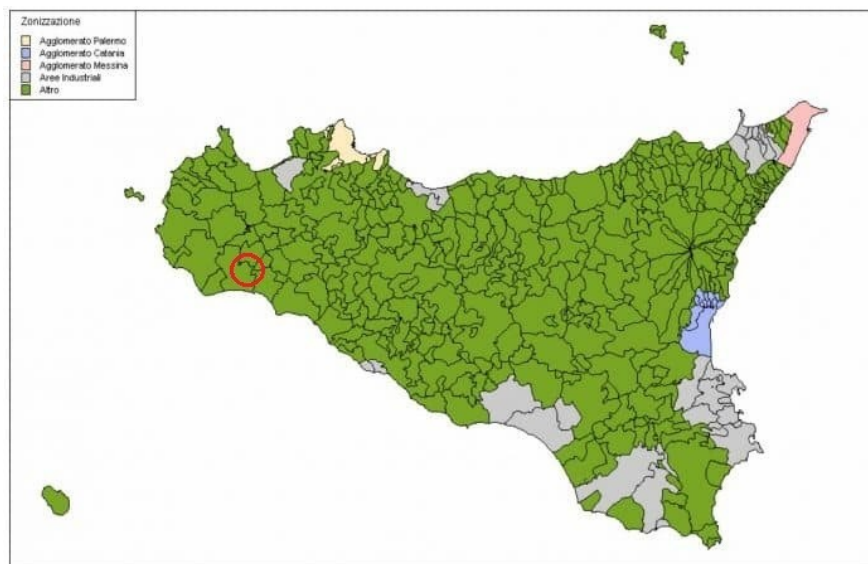 Zonizzazione
Agglomerato Palermo
Agglomerato Catania
Agglomerato Messina
Aree Industriali
Altro